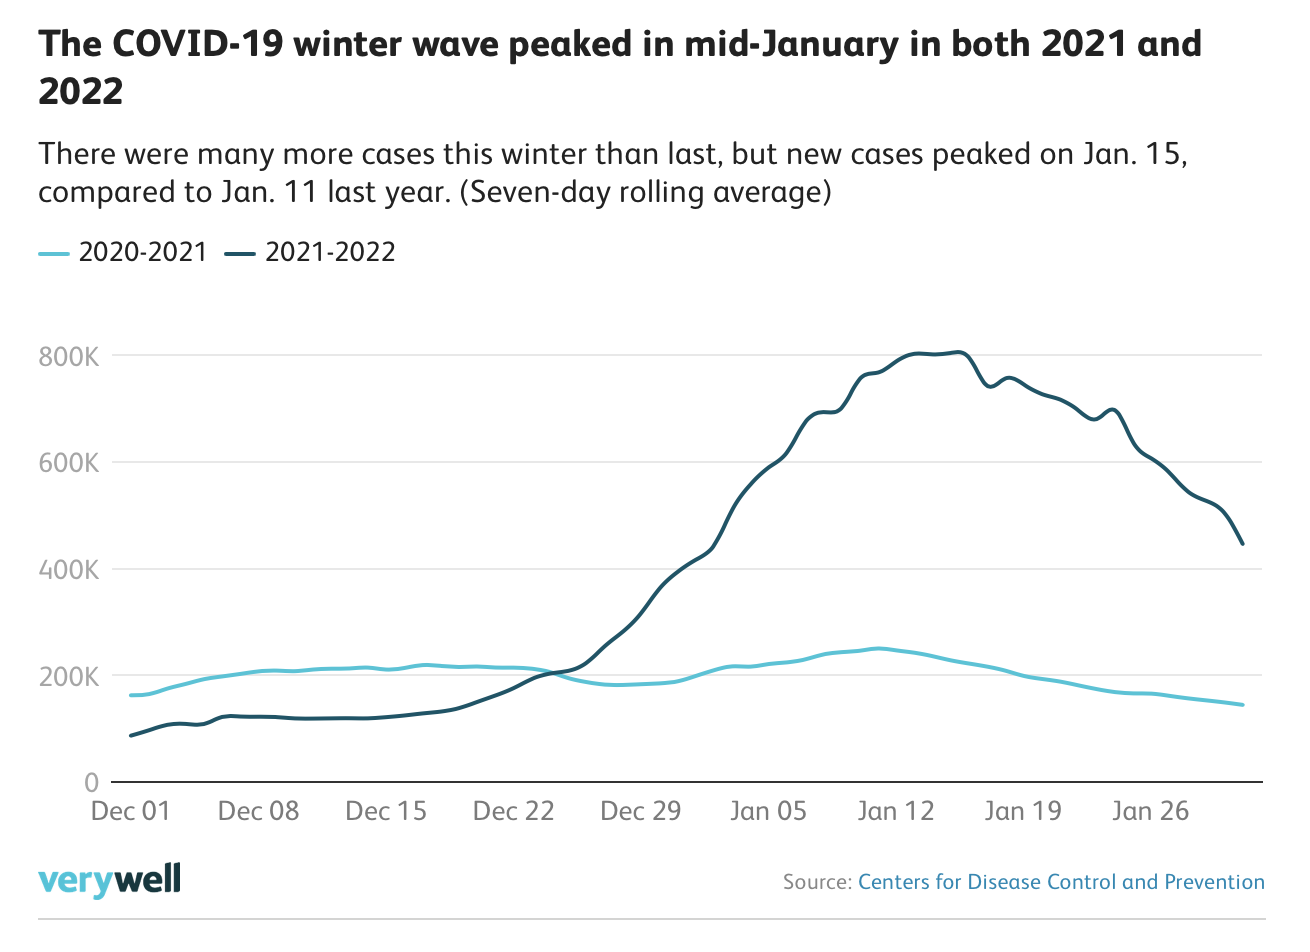 The COVID-19 winter wave peaked in mid-January in both 2021 and
2022
There were many more cases this winter than last, but new cases peaked on Jan. 15,
compared to Jan. 11 last year. (Seven-day rolling average)
2020-2021 2021-2022
800K
600K
400K
200K
0
Dec 01 Dec 08 Dec 15 Dec 22 Dec 29 Jan 05 Jan 12 Jan 19 Jan 26
verywell
Source: Centers for Disease Control and Prevention